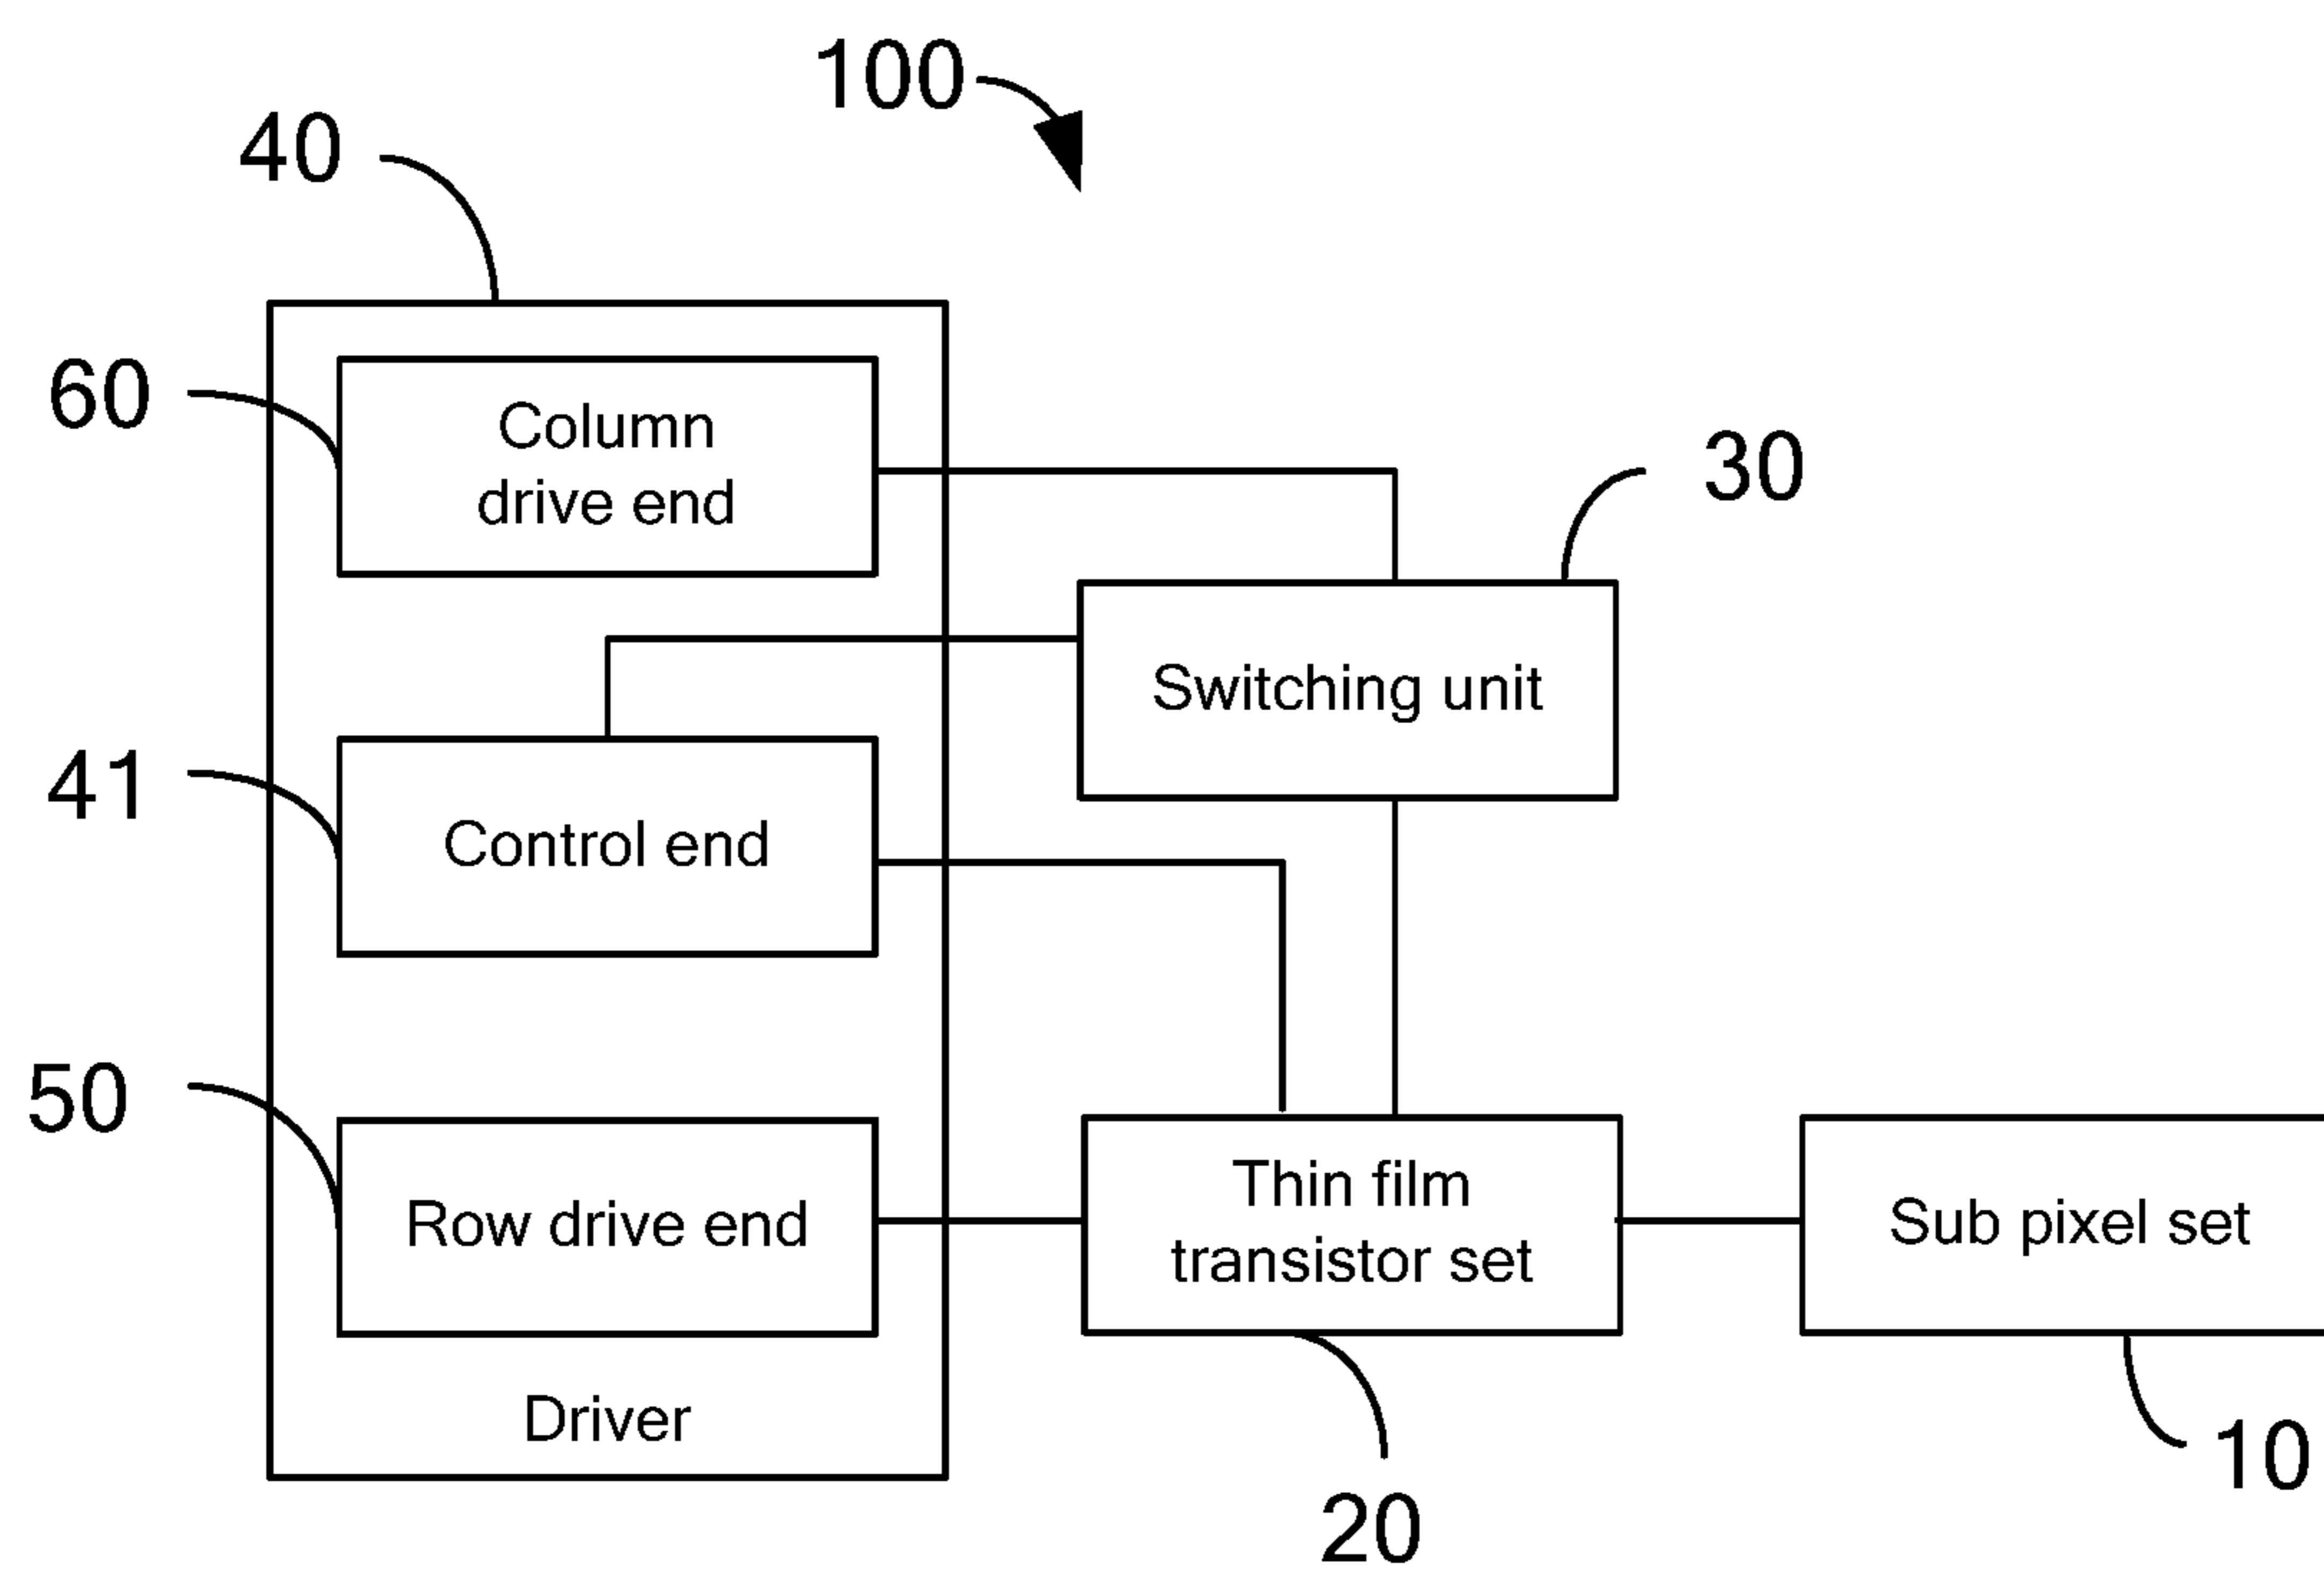 100
40
60
Column
drive end
30
Switching unit
41
Control end
50
Row drive end
Thin film
transistor set
Sub pixel set
Driver
10
20